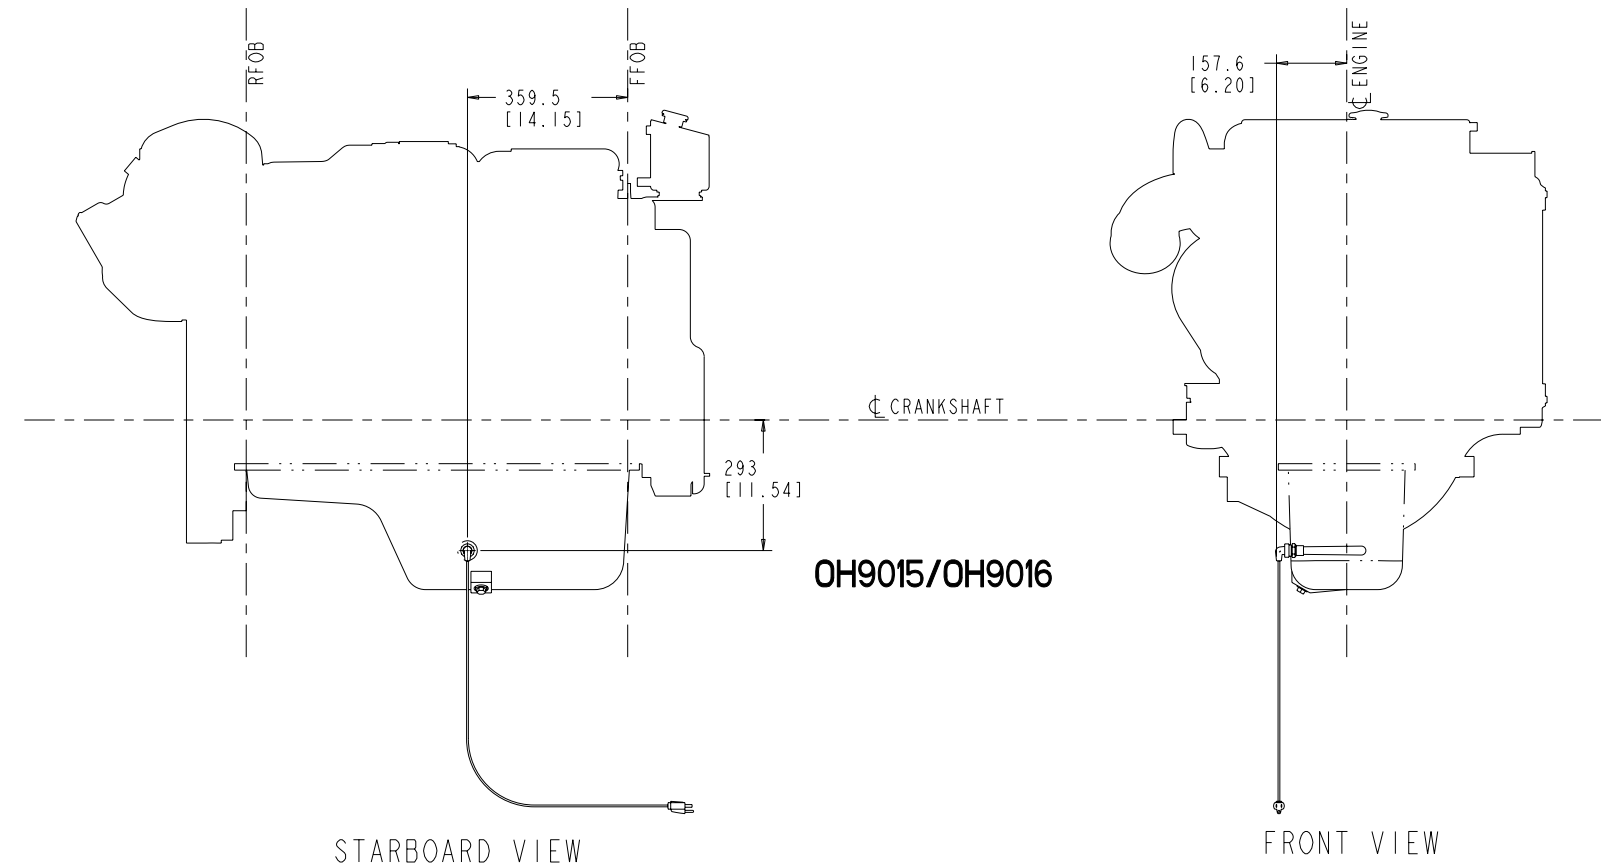 RFOB
FFOB
359.5
[14.15]
157.6
[6.20]
℄ ENGINE
℄ CRANKSHAFT
293
[11.54]
OH9015/OH9016
STARBOARD VIEW
FRONT VIEW